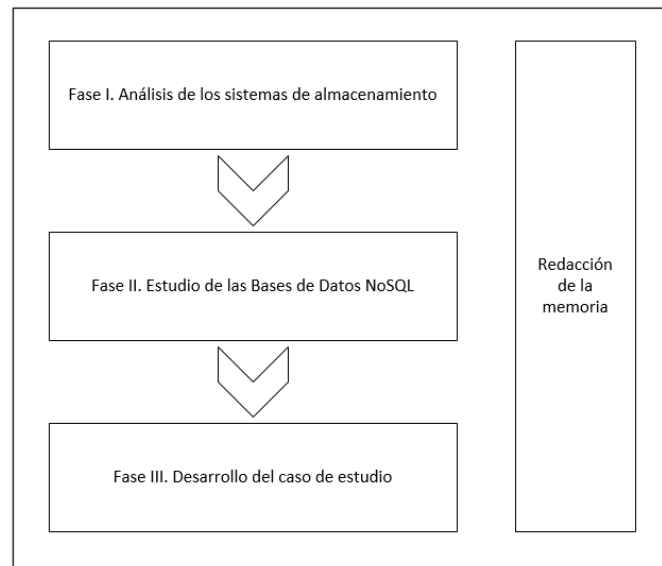 Fase I. Análisis de los sistemas de almacenamiento
Fase II. Estudio de las Bases de Datos NoSQL
Fase III. Desarrollo del caso de estudio
Redacción
de la
memoria